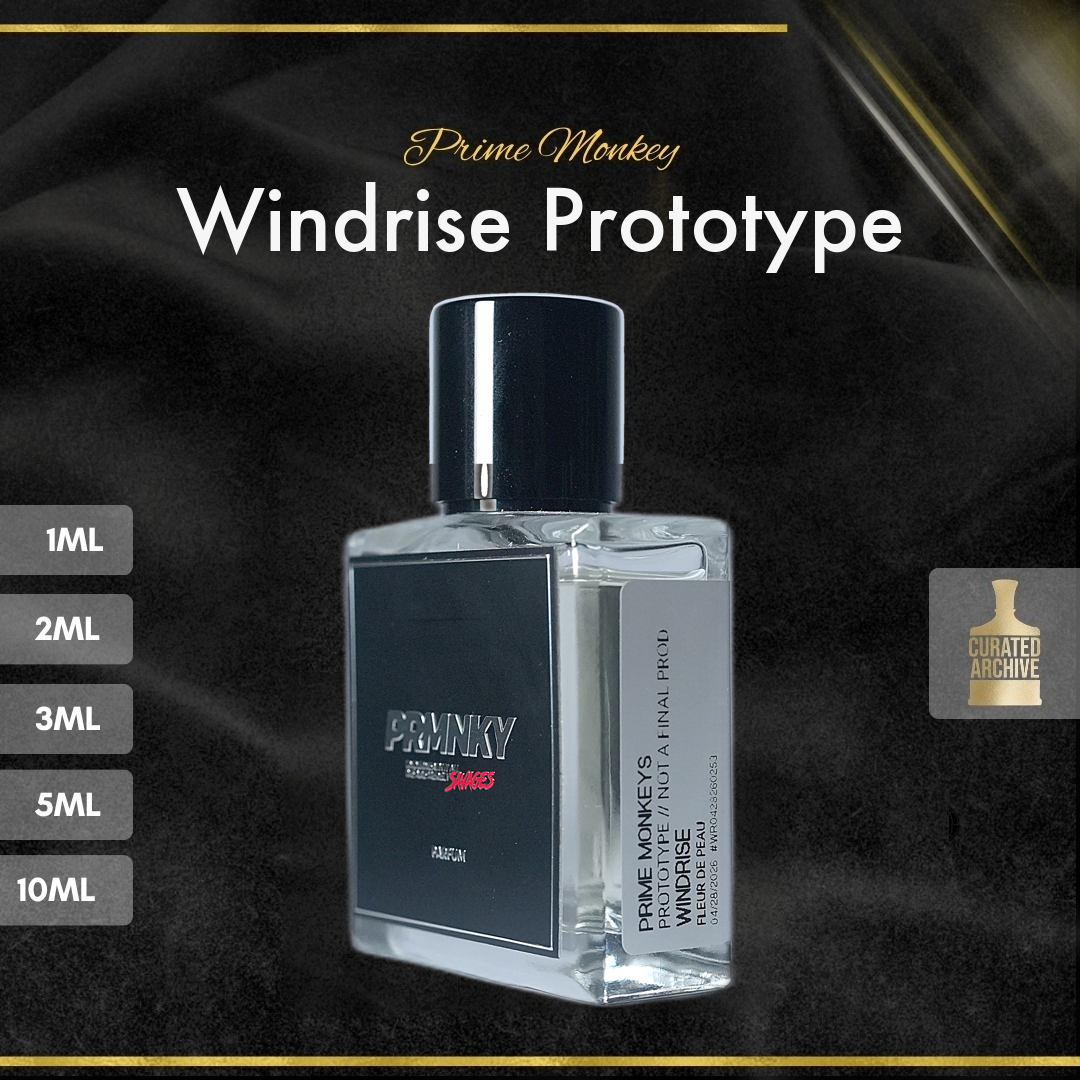 Prime Monkey
Windrise Prototype
1ML
2ML
3ML
5ML
10ML
CURATED
ARCHIVE
PRMNKY
SAVAGES
PARFUM
PRIME MONKEYS
PROTOTYPE // NOT A FINAL PROD
WINDRISE
FLEUR DE PEAU
04/28/2026 #WR0428260253